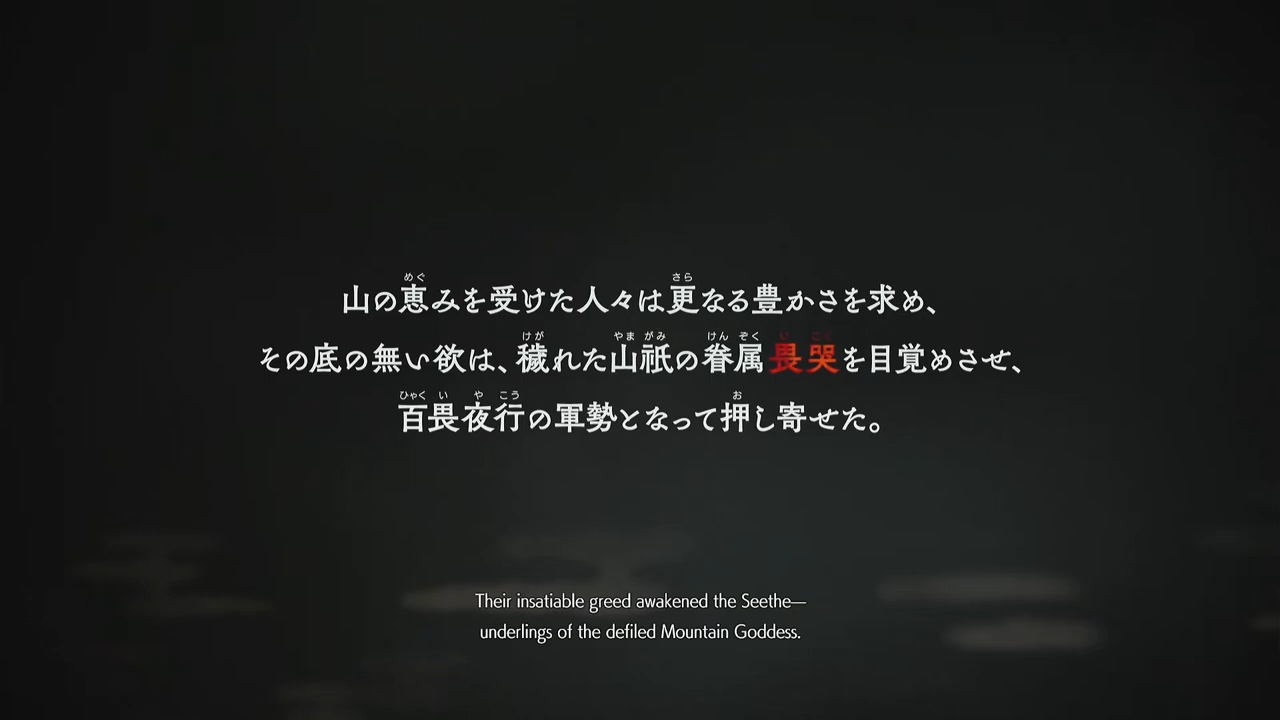 山の恵みを受けた人々は更なる豊かさを求め、
その底の無い欲は、穢れた山祇の眷属畏哭を目覚めさせ、
百畏夜行の軍勢となって押し寄せた。
Their insatiable greed awakened the Seethe—
underlings of the defiled Mountain Goddess.